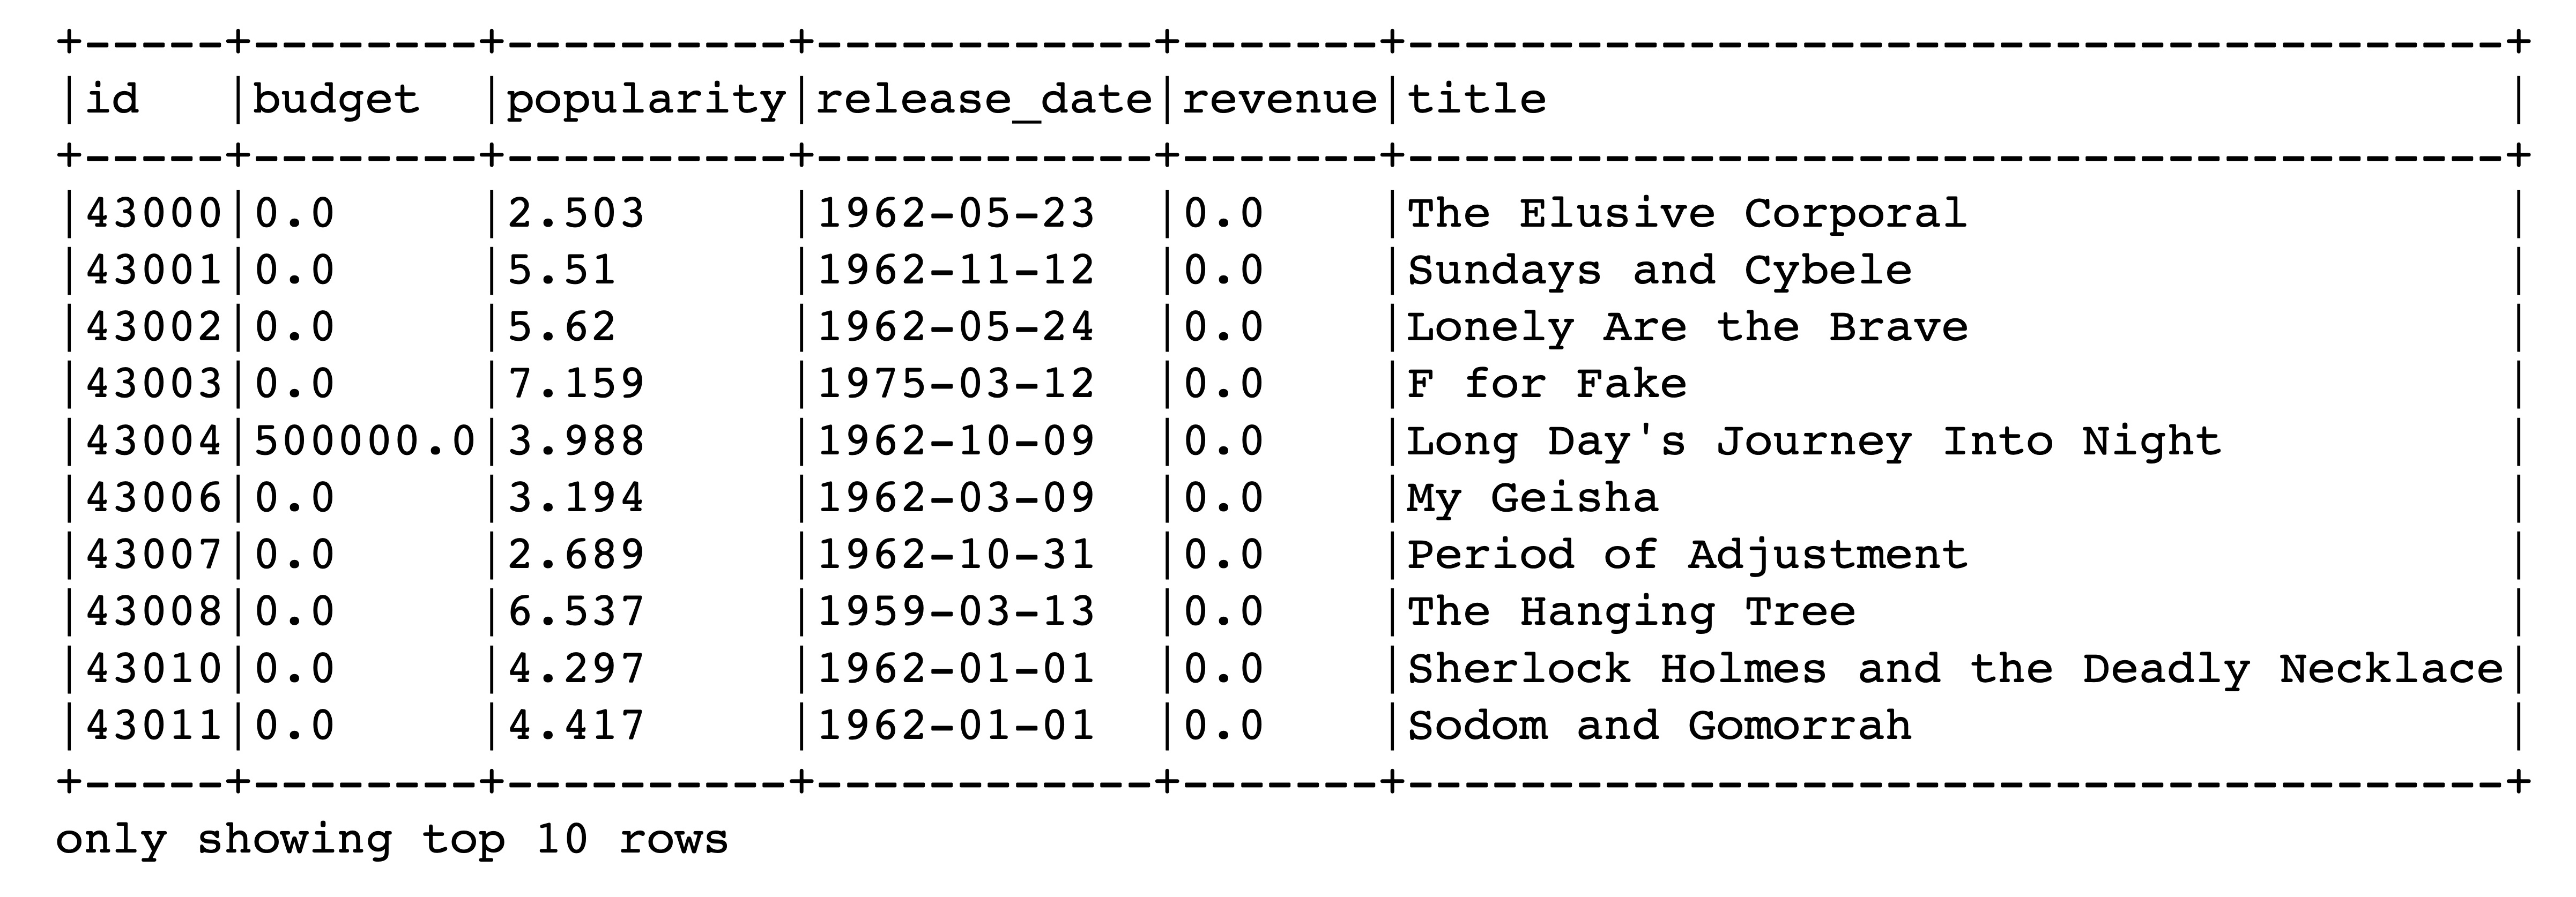 +-----+--------+----------+------------+-------+---------------------------------------+
|id   |budget  |popularity|release_date|revenue|title                                  |
+-----+--------+----------+------------+-------+---------------------------------------+
|43000|0.0     |2.503     |1962-05-23  |0.0    |The Elusive Corporal                   |
|43001|0.0     |5.51      |1962-11-12  |0.0    |Sundays and Cybele                     |
|43002|0.0     |5.62      |1962-05-24  |0.0    |Lonely Are the Brave                   |
|43003|0.0     |7.159     |1975-03-12  |0.0    |F for Fake                             |
|43004|500000.0|3.988     |1962-10-09  |0.0    |Long Day's Journey Into Night          |
|43006|0.0     |3.194     |1962-03-09  |0.0    |My Geisha                              |
|43007|0.0     |2.689     |1962-10-31  |0.0    |Period of Adjustment                   |
|43008|0.0     |6.537     |1959-03-13  |0.0    |The Hanging Tree                       |
|43010|0.0     |4.297     |1962-01-01  |0.0    |Sherlock Holmes and the Deadly Necklace|
|43011|0.0     |4.417     |1962-01-01  |0.0    |Sodom and Gomorrah                     |
+-----+--------+----------+------------+-------+---------------------------------------+
only showing top 10 rows